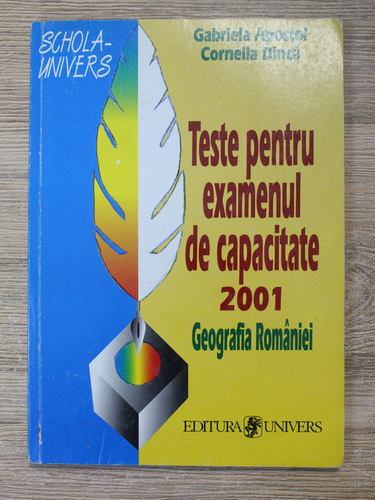 SCHOLA-
UNIVERS
Gabriela Apostol
Cornelia Dincă
Teste pentru
examenul
de capacitate
2001
Geografia României
EDITURA UNIVERS